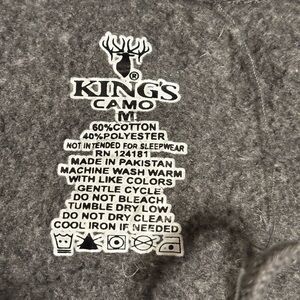 ®
KING'S
CAMO
M
60%COTTON
40%POLYESTER
NOT INTENDED FOR SLEEPWEAR
RN 124181
MADE IN PAKISTAN
MACHINE WASH WARM
WITH LIKE COLORS
GENTLE CYCLE
DO NOT BLEACH
TUMBLE DRY LOW
DO NOT DRY CLEAN
COOL IRON IF NEEDED